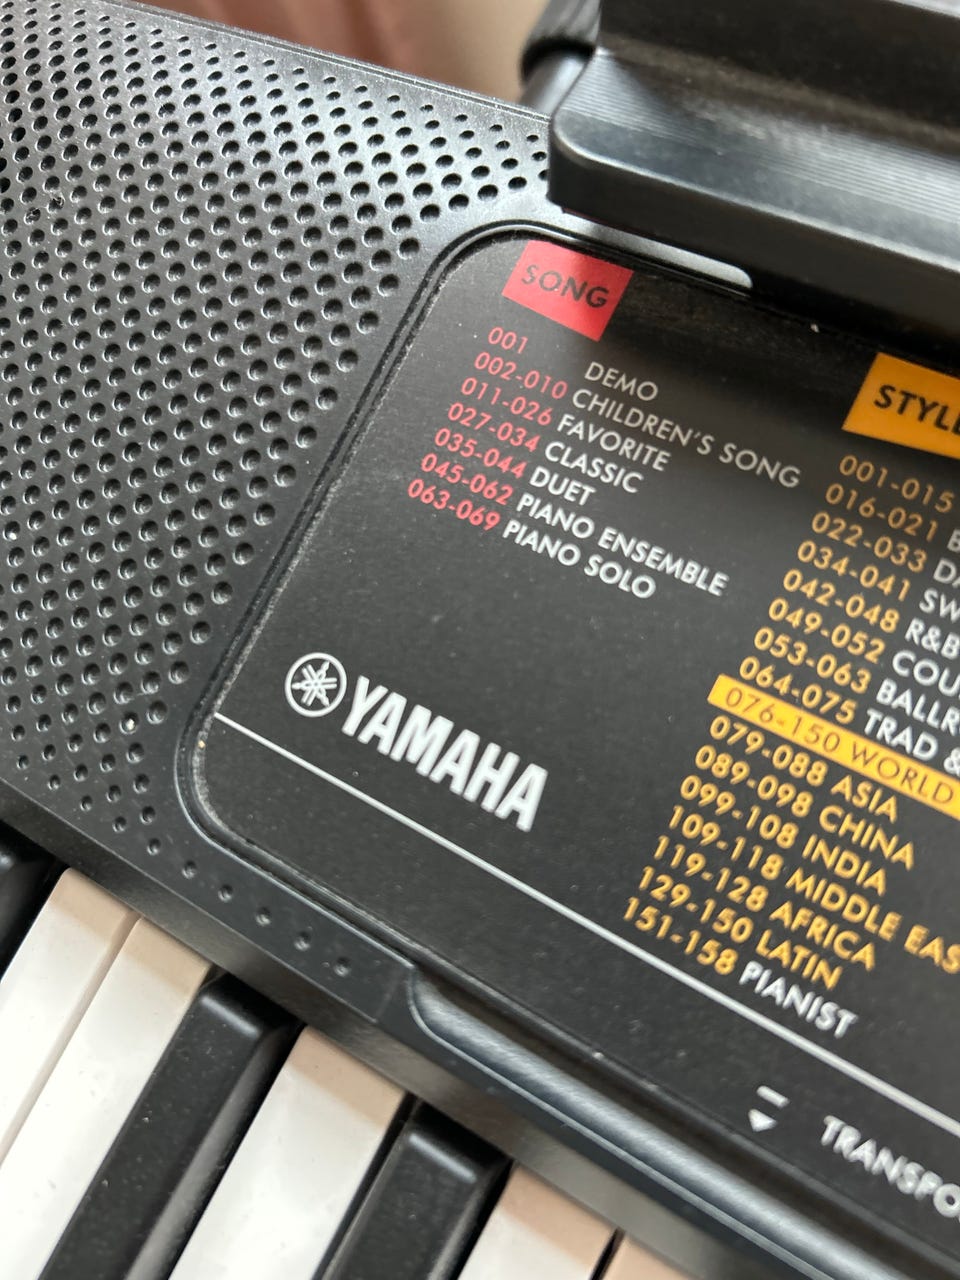 SONG
001 DEMO
002-010 CHILDREN'S SONG
011-026 FAVORITE
027-034 CLASSIC
035-044 DUET
045-062 PIANO ENSEMBLE
063-069 PIANO SOLO
YAMAHA
001-015
016-021
022-033
034-041
042-048 R&B
049-052
053-063
064-075 TRAD &
076-150 WORLD
079-088 ASIA
089-098 CHINA
099-108 INDIA
109-118 MIDDLE EAS
119-128 AFRICA
129-150 LATIN
151-158 PIANIST